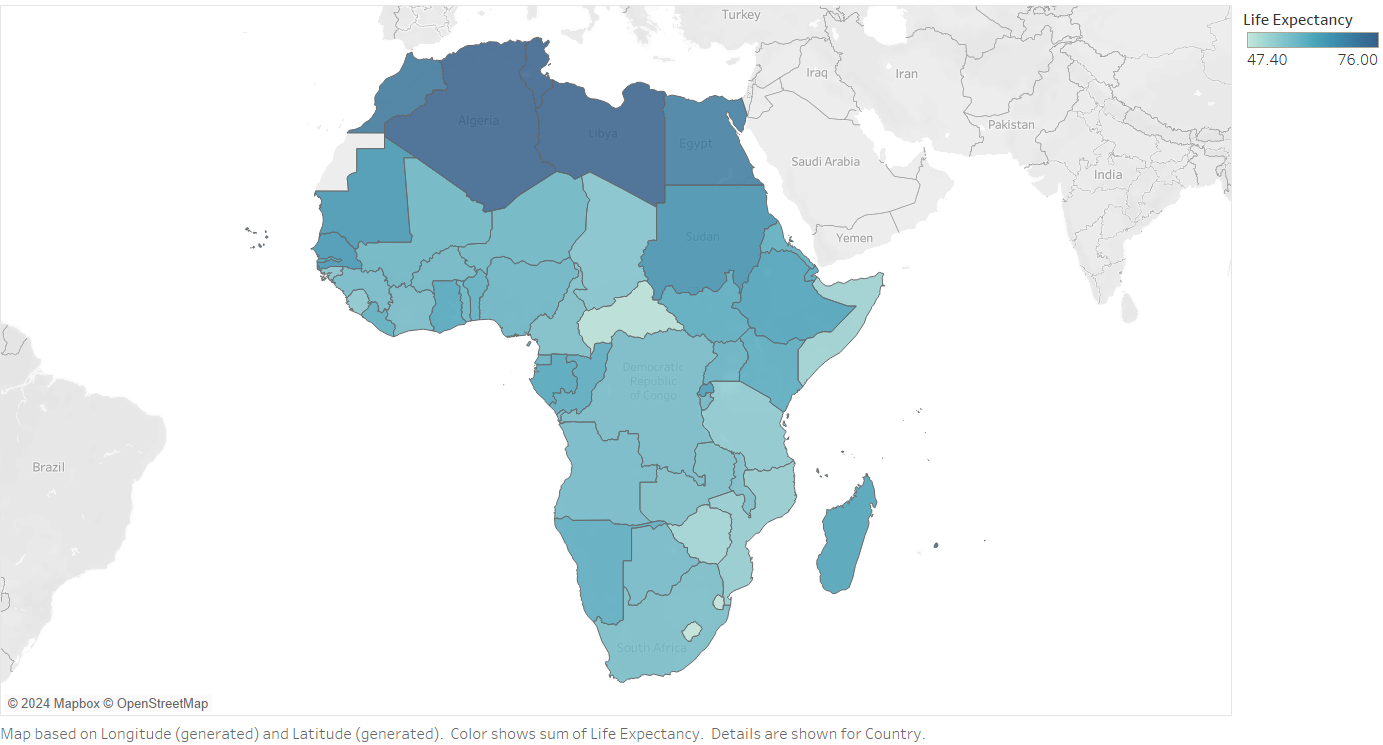 Life Expectancy
47.40 76.00
Turkey
Iraq
Iran
Pakistan
Saudi Arabia
India
Yemen
Algeria
Libya
Egypt
Sudan
Democratic
Republic
of Congo
Brazil
South Africa
© 2024 Mapbox © OpenStreetMap
Map based on Longitude (generated) and Latitude (generated). Color shows sum of Life Expectancy. Details are shown for Country.